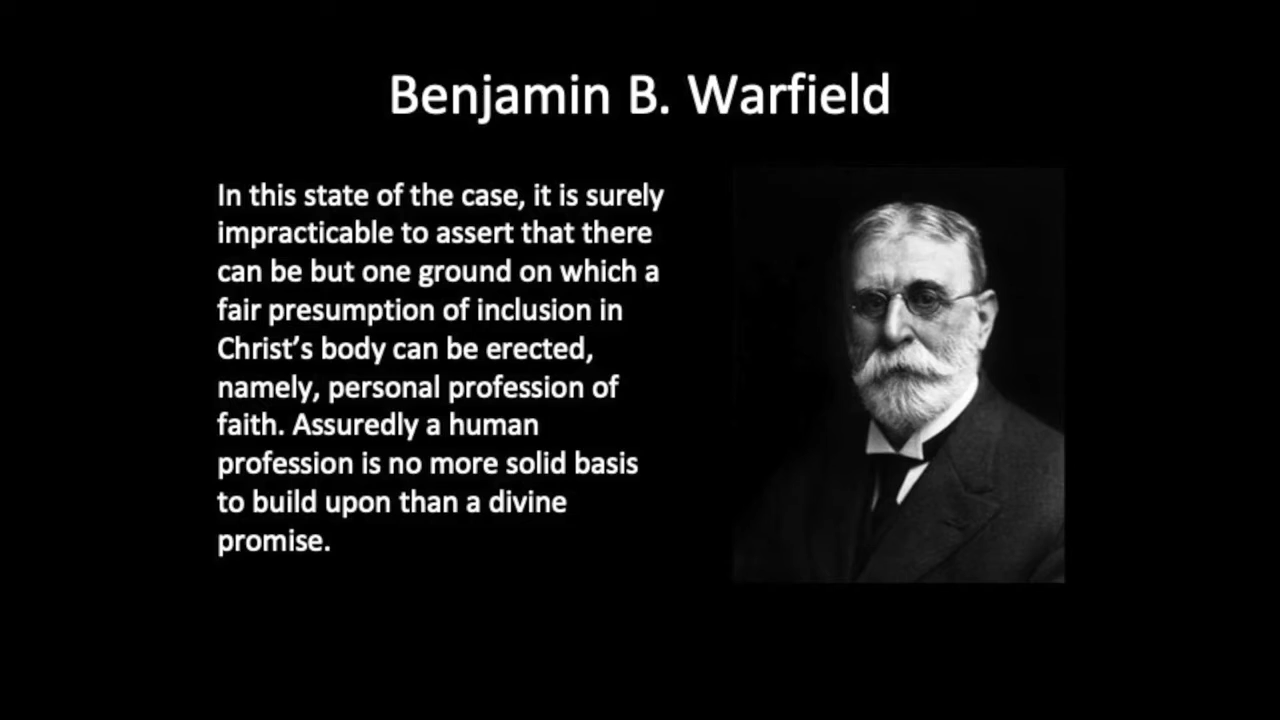 Benjamin B. Warfield
In this state of the case, it is surely
impracticable to assert that there
can be but one ground on which a
fair presumption of inclusion in
Christ’s body can be erected,
namely, personal profession of
faith. Assuredly a human
profession is no more solid basis
to build upon than a divine
promise.